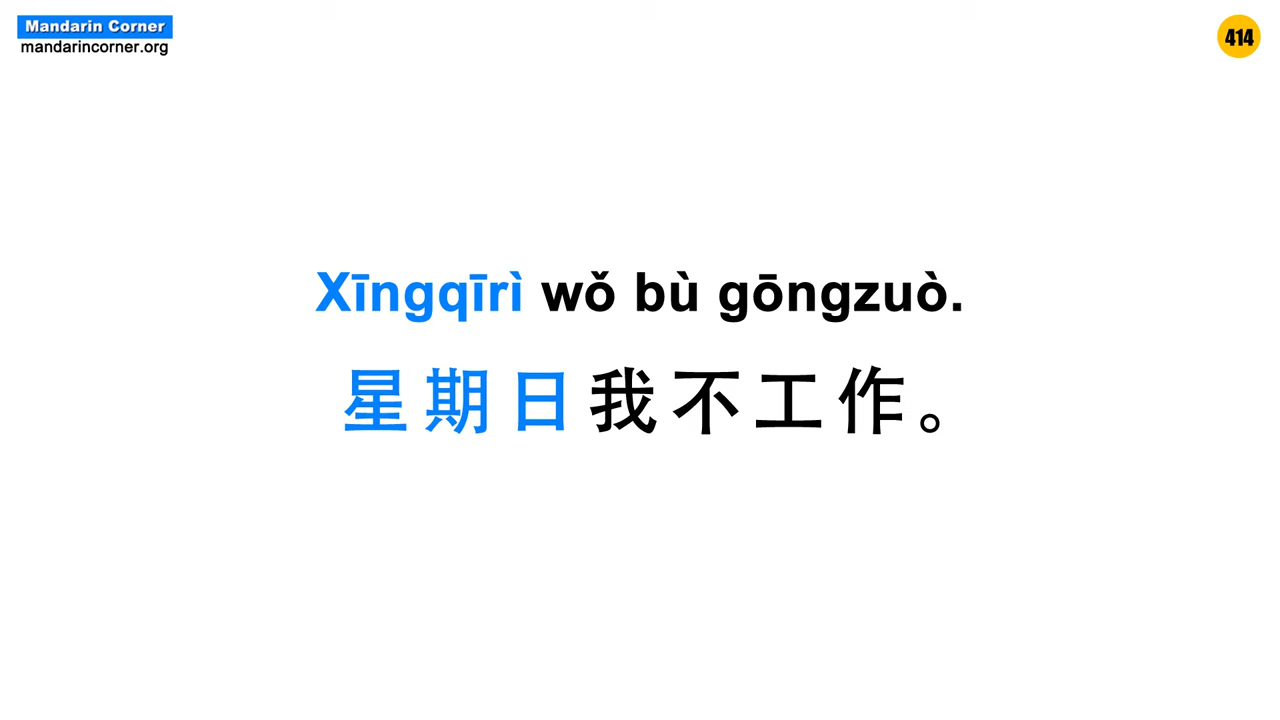 Mandarin Corner
mandarincorner.org
414
Xīngqīrì wǒ bù gōngzuò.
星期日我不工作。